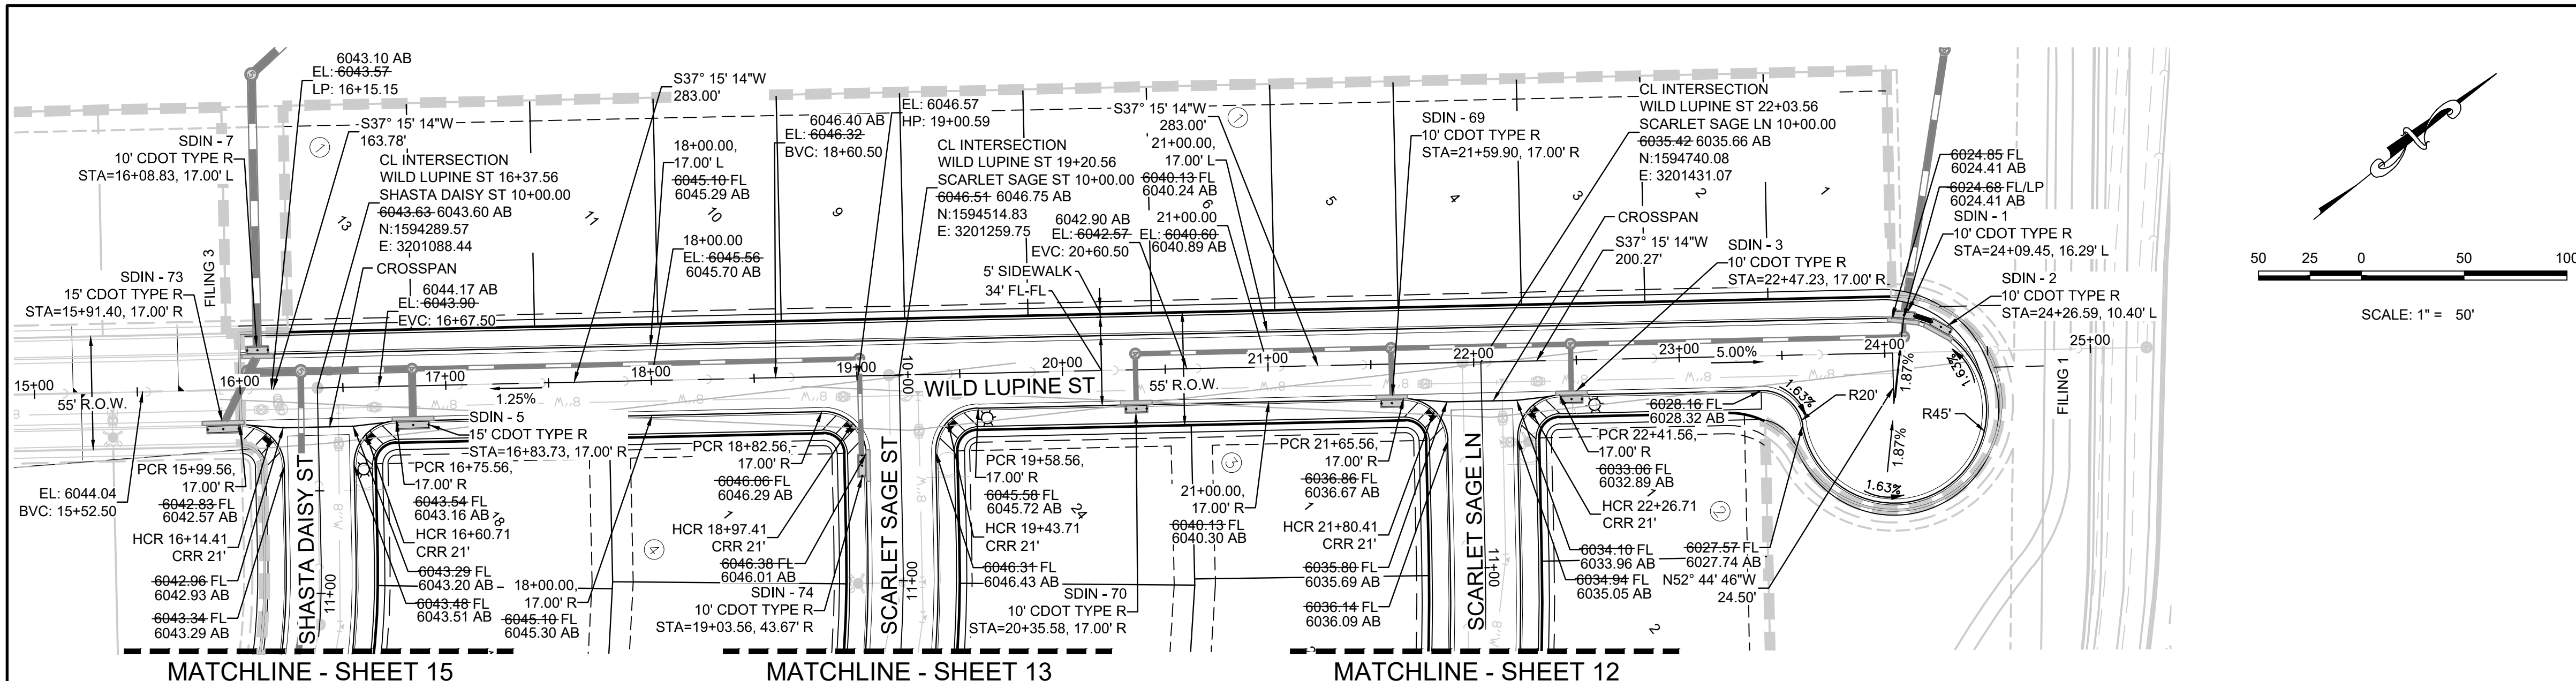 6043.10 AB
EL: 6043.57
LP: 16+15.15
SDIN - 7
10' CDOT TYPE R
STA=16+08.83, 17.00' L
S37° 15' 14"W
163.78'
CL INTERSECTION
WILD LUPINE ST 16+37.56
SHASTA DAISY ST 10+00.00
6043.63 6043.60 AB
N:1594289.57
E: 3201088.44
CROSSPAN
6044.17 AB
EL: 6043.90
EVC: 16+67.50
SDIN - 73
15' CDOT TYPE R
STA=15+91.40, 17.00' R
FILING 3
1
13
11
10
9
6
5
4
3
2
1
S37° 15' 14"W
283.00'
18+00.00,
17.00' L
6045.10 FL
6045.29 AB
18+00.00
EL: 6045.56
6045.70 AB
6046.40 AB
EL: 6046.32
BVC: 18+60.50
EL: 6046.57
HP: 19+00.59
CL INTERSECTION
WILD LUPINE ST 19+20.56
SCARLET SAGE ST 10+00.00
6046.51 6046.75 AB
N:1594514.83
E: 3201259.75
6042.90 AB
EL: 6042.57
EVC: 20+60.50
5' SIDEWALK
34' FL-FL
S37° 15' 14"W
283.00'
1
21+00.00,
17.00' L
6040.13 FL
6040.24 AB
21+00.00
EL: 6040.60
6040.89 AB
SDIN - 69
10' CDOT TYPE R
STA=21+59.90, 17.00' R
CL INTERSECTION
WILD LUPINE ST 22+03.56
SCARLET SAGE LN 10+00.00
6035.42 6035.66 AB
N:1594740.08
E: 3201431.07
CROSSPAN
S37° 15' 14"W
200.27'
SDIN - 3
10' CDOT TYPE R
STA=22+47.23, 17.00' R
6024.85 FL
6024.41 AB
6024.68 FL/LP
6024.41 AB
SDIN - 1
10' CDOT TYPE R
STA=24+09.45, 16.29' L
SDIN - 2
10' CDOT TYPE R
STA=24+26.59, 10.40' L
50 25 0 50 100
SCALE: 1" = 50'
15+00
16+00
17+00
18+00
19+00
20+00
21+00
22+00
23+00
24+00
25+00
10+00
55' R.O.W.
1.25%
WILD LUPINE ST
55' R.O.W.
5.00%
1.87%
1.63%
1.63%
1.87%
1.63%
R20'
R45'
FILING 1
8"W
8"W
8"W
8"W
8"W
8"W
EL: 6044.04
BVC: 15+52.50
PCR 15+99.56,
17.00' R
6042.83 FL
6042.57 AB
HCR 16+14.41
CRR 21'
6042.96 FL
6042.93 AB
6043.34 FL
6043.29 AB
SHASTA DAISY ST
11+00
SDIN - 5
15' CDOT TYPE R
STA=16+83.73, 17.00' R
PCR 16+75.56,
17.00' R
6043.54 FL
6043.16 AB
18
HCR 16+60.71
CRR 21'
6043.29 FL
6043.20 AB
6043.48 FL
6043.51 AB
18+00.00,
17.00' R
6045.10 FL
6045.30 AB
4
1
PCR 18+82.56,
17.00' R
6046.06 FL
6046.29 AB
HCR 18+97.41
CRR 21'
6046.38 FL
6046.01 AB
SDIN - 74
10' CDOT TYPE R
STA=19+03.56, 43.67' R
SCARLET SAGE ST
11+00
PCR 19+58.56,
17.00' R
6045.58 FL
6045.72 AB
24
HCR 19+43.71
CRR 21'
6046.31 FL
6046.43 AB
SDIN - 70
10' CDOT TYPE R
STA=20+35.58, 17.00' R
3
21+00.00,
17.00' R
6040.13 FL
6040.30 AB
PCR 21+65.56,
17.00' R
6036.86 FL
6036.67 AB
1
HCR 21+80.41
CRR 21'
6035.80 FL
6035.69 AB
6036.14 FL
6036.09 AB
SCARLET SAGE LN
11+00
PCR 22+41.56,
17.00' R
6033.06 FL
6032.89 AB
1
HCR 22+26.71
CRR 21'
6034.10 FL
6033.96 AB
6034.94 FL
6035.05 AB
2
2
6028.16 FL
6028.32 AB
6027.57 FL
6027.74 AB
N52° 44' 46"W
24.50'
MATCHLINE - SHEET 15
MATCHLINE - SHEET 13
MATCHLINE - SHEET 12